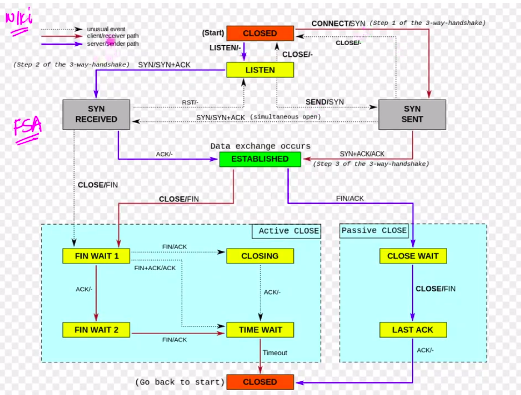 Wiki
unusual event
client/receiver path
server/sender path
(Start)
CLOSED
CONNECT/SYN (Step 1 of the 3-way-handshake)
CLOSE/-
LISTEN/-
CLOSE/-
(Step 2 of the 3-way-handshake) SYN/SYN+ACK
LISTEN
RST/-
SEND/SYN
SYN
RECEIVED
SYN
SENT
SYN/SYN+ACK (simultaneous open)
FSA
Data exchange occurs
ACK/-
ESTABLISHED
SYN+ACK/ACK
(Step 3 of the 3-way-handshake)
CLOSE/FIN
CLOSE/FIN
FIN/ACK
Active CLOSE
Passive CLOSE
FIN WAIT 1
FIN/ACK
CLOSING
CLOSE WAIT
FIN+ACK/ACK
ACK/-
ACK/-
CLOSE/FIN
FIN WAIT 2
FIN/ACK
TIME WAIT
LAST ACK
Timeout
ACK/-
(Go back to start)
CLOSED